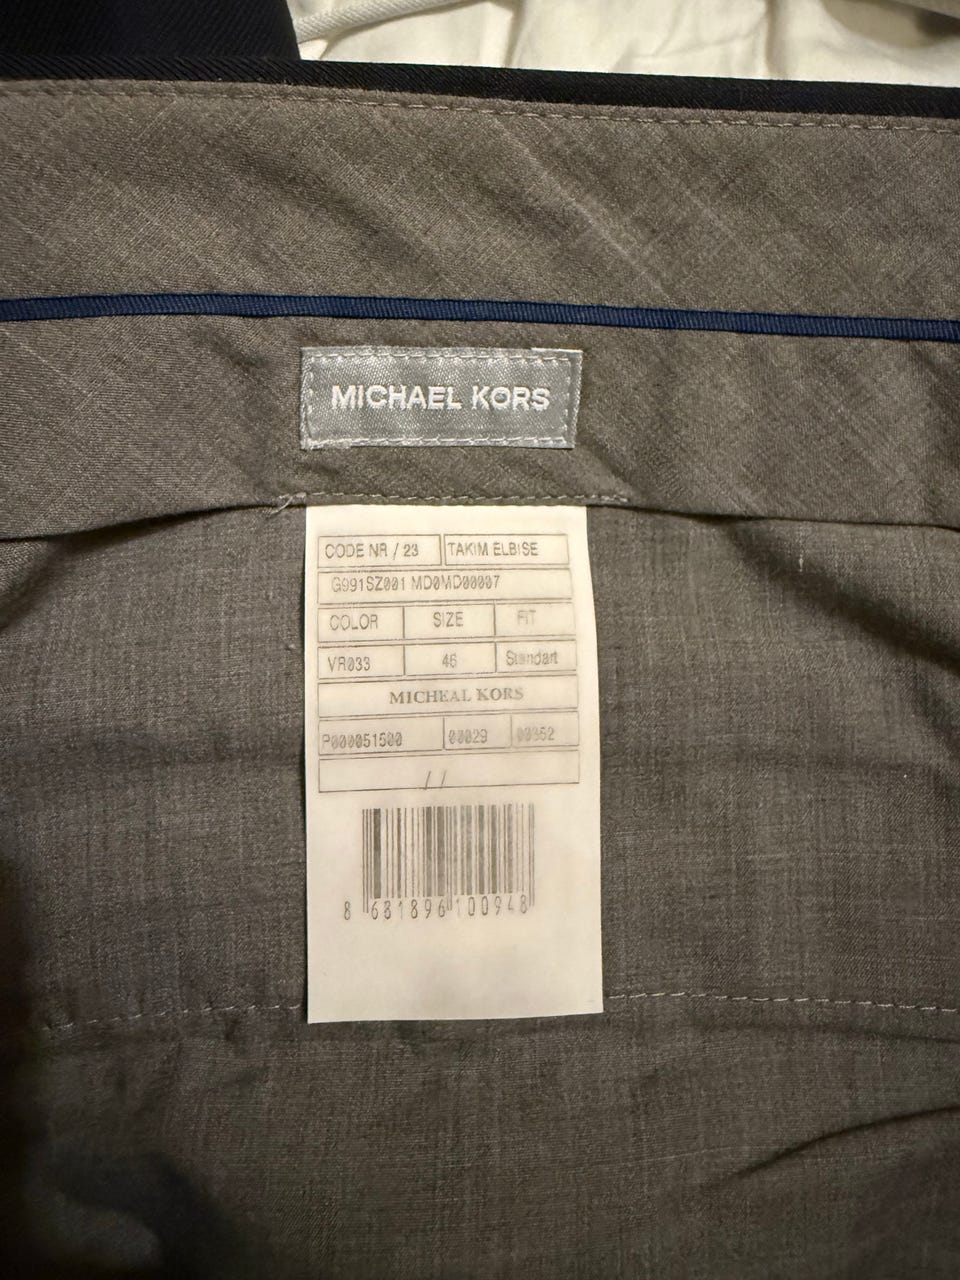 MICHAEL KORS
CODE NR / 23 TAKIM ELBISE
G991SZ001 MD0MD00007
COLOR SIZE FIT
VR033 46 Standart
MICHEAL KORS
P000051500 00029 00352
/ /
8 681896 100948